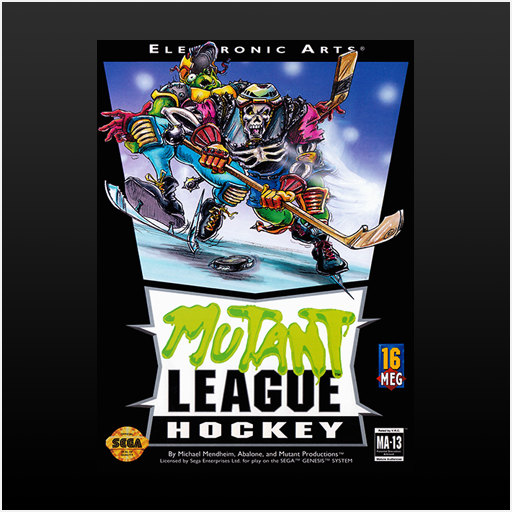 ELECTRONIC ARTS®
MUTANT
LEAGUE
HOCKEY
16
MEG
SEGA
By Michael Mendheim, Abalone, and Mutant Productions™
Licensed by Sega Enterprises Ltd. for play on the SEGA™ GENESIS™ SYSTEM
MA-13